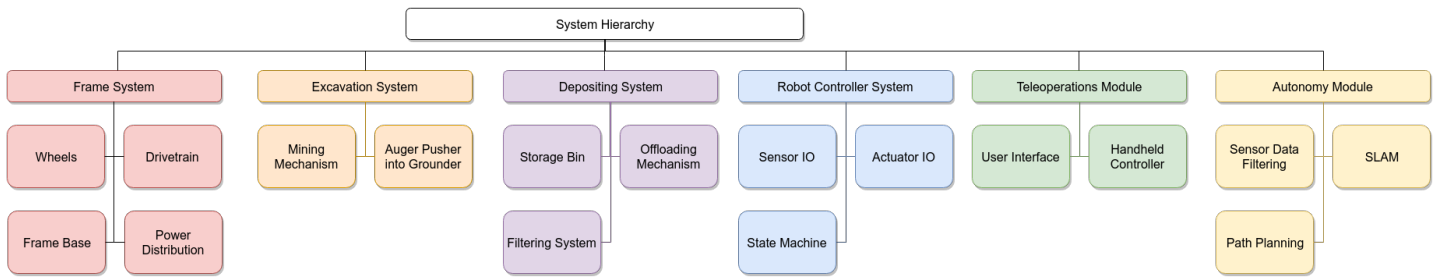 System Hierarchy
Frame System
Excavation System
Depositing System
Robot Controller System
Teleoperations Module
Autonomy Module
Wheels
Drivetrain
Mining
Mechanism
Auger Pusher
into Grounder
Storage Bin
Offloading
Mechanism
Sensor IO
Actuator IO
User Interface
Handheld
Controller
Sensor Data
Filtering
SLAM
Frame Base
Power
Distribution
Filtering System
State Machine
Path Planning